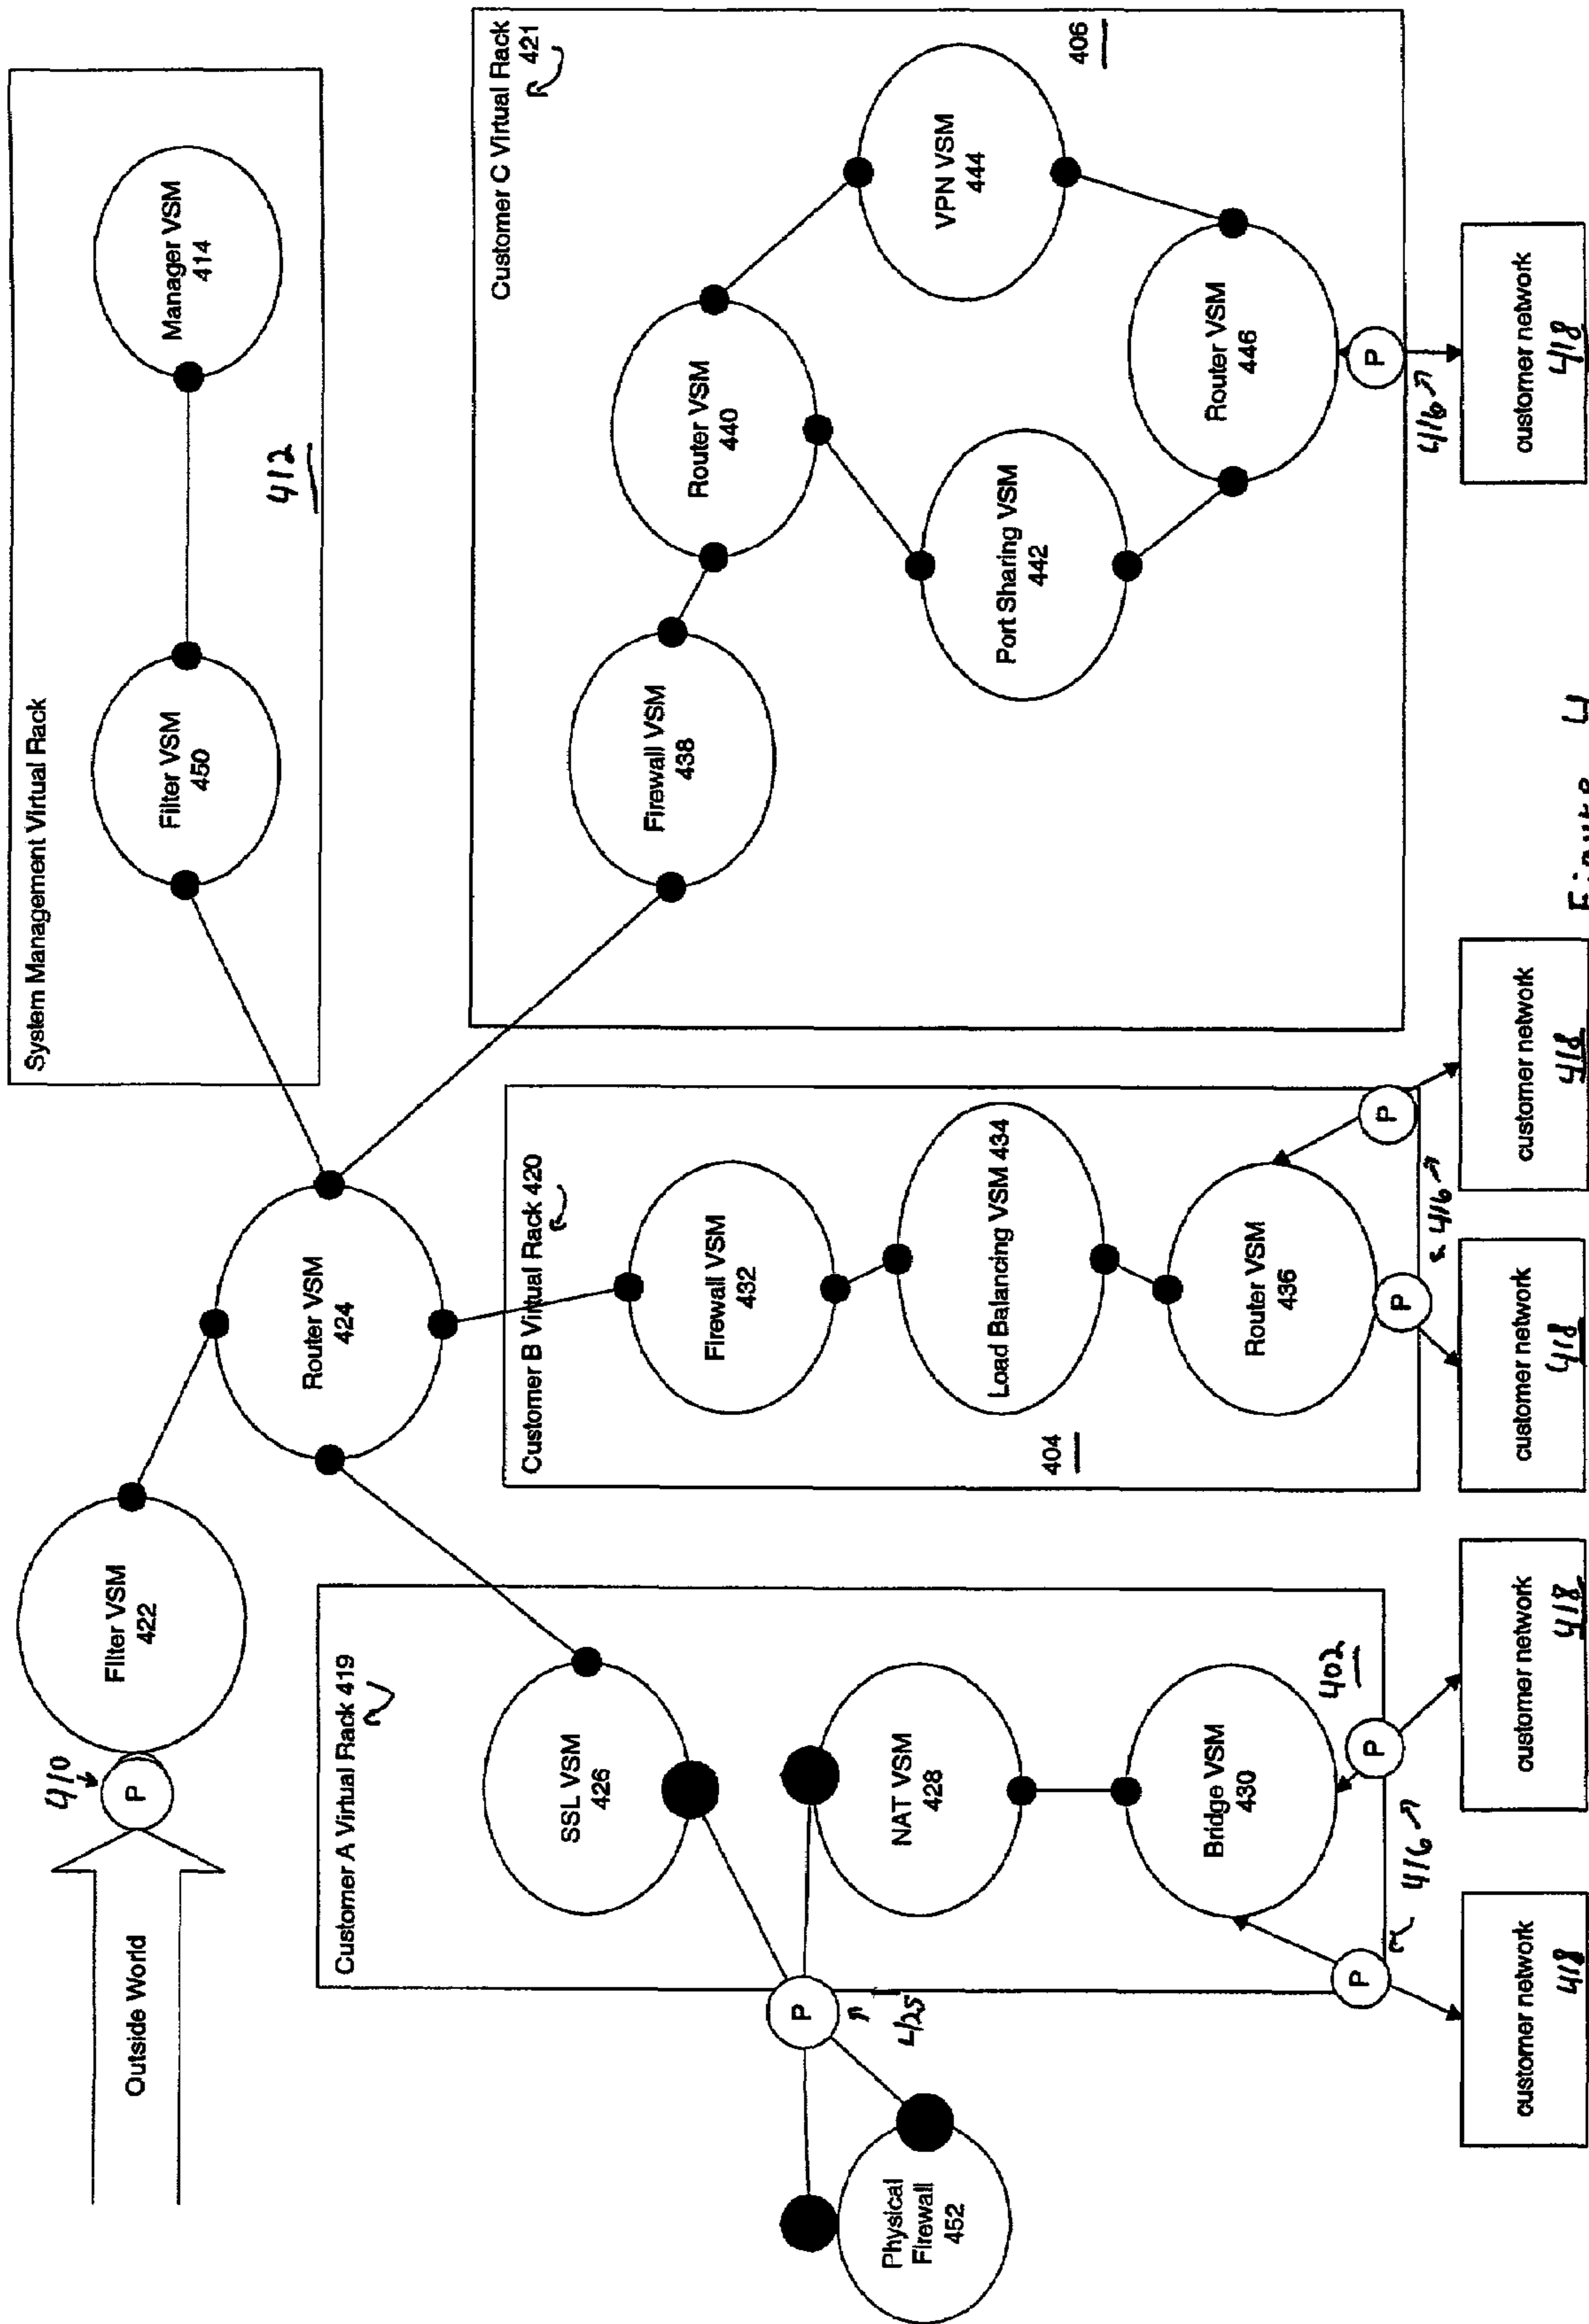 System Management Virtual Rack
Filter VSM
450
Manager VSM
414
412
410
P
Outside World
Filter VSM
422
Router VSM
424
Customer A Virtual Rack 419
SSL VSM
426
NAT VSM
428
Bridge VSM
430
402
P
425
Physical
Firewall
452
P
P
416
customer network
418
customer network
418
Customer B Virtual Rack 420
Firewall VSM
432
Load Balancing VSM 434
Router VSM
436
404
P
P
416
customer network
418
customer network
418
Customer C Virtual Rack
421
Firewall VSM
438
Router VSM
440
Port Sharing VSM
442
VPN VSM
444
Router VSM
446
406
P
416
customer network
418
Figure 4